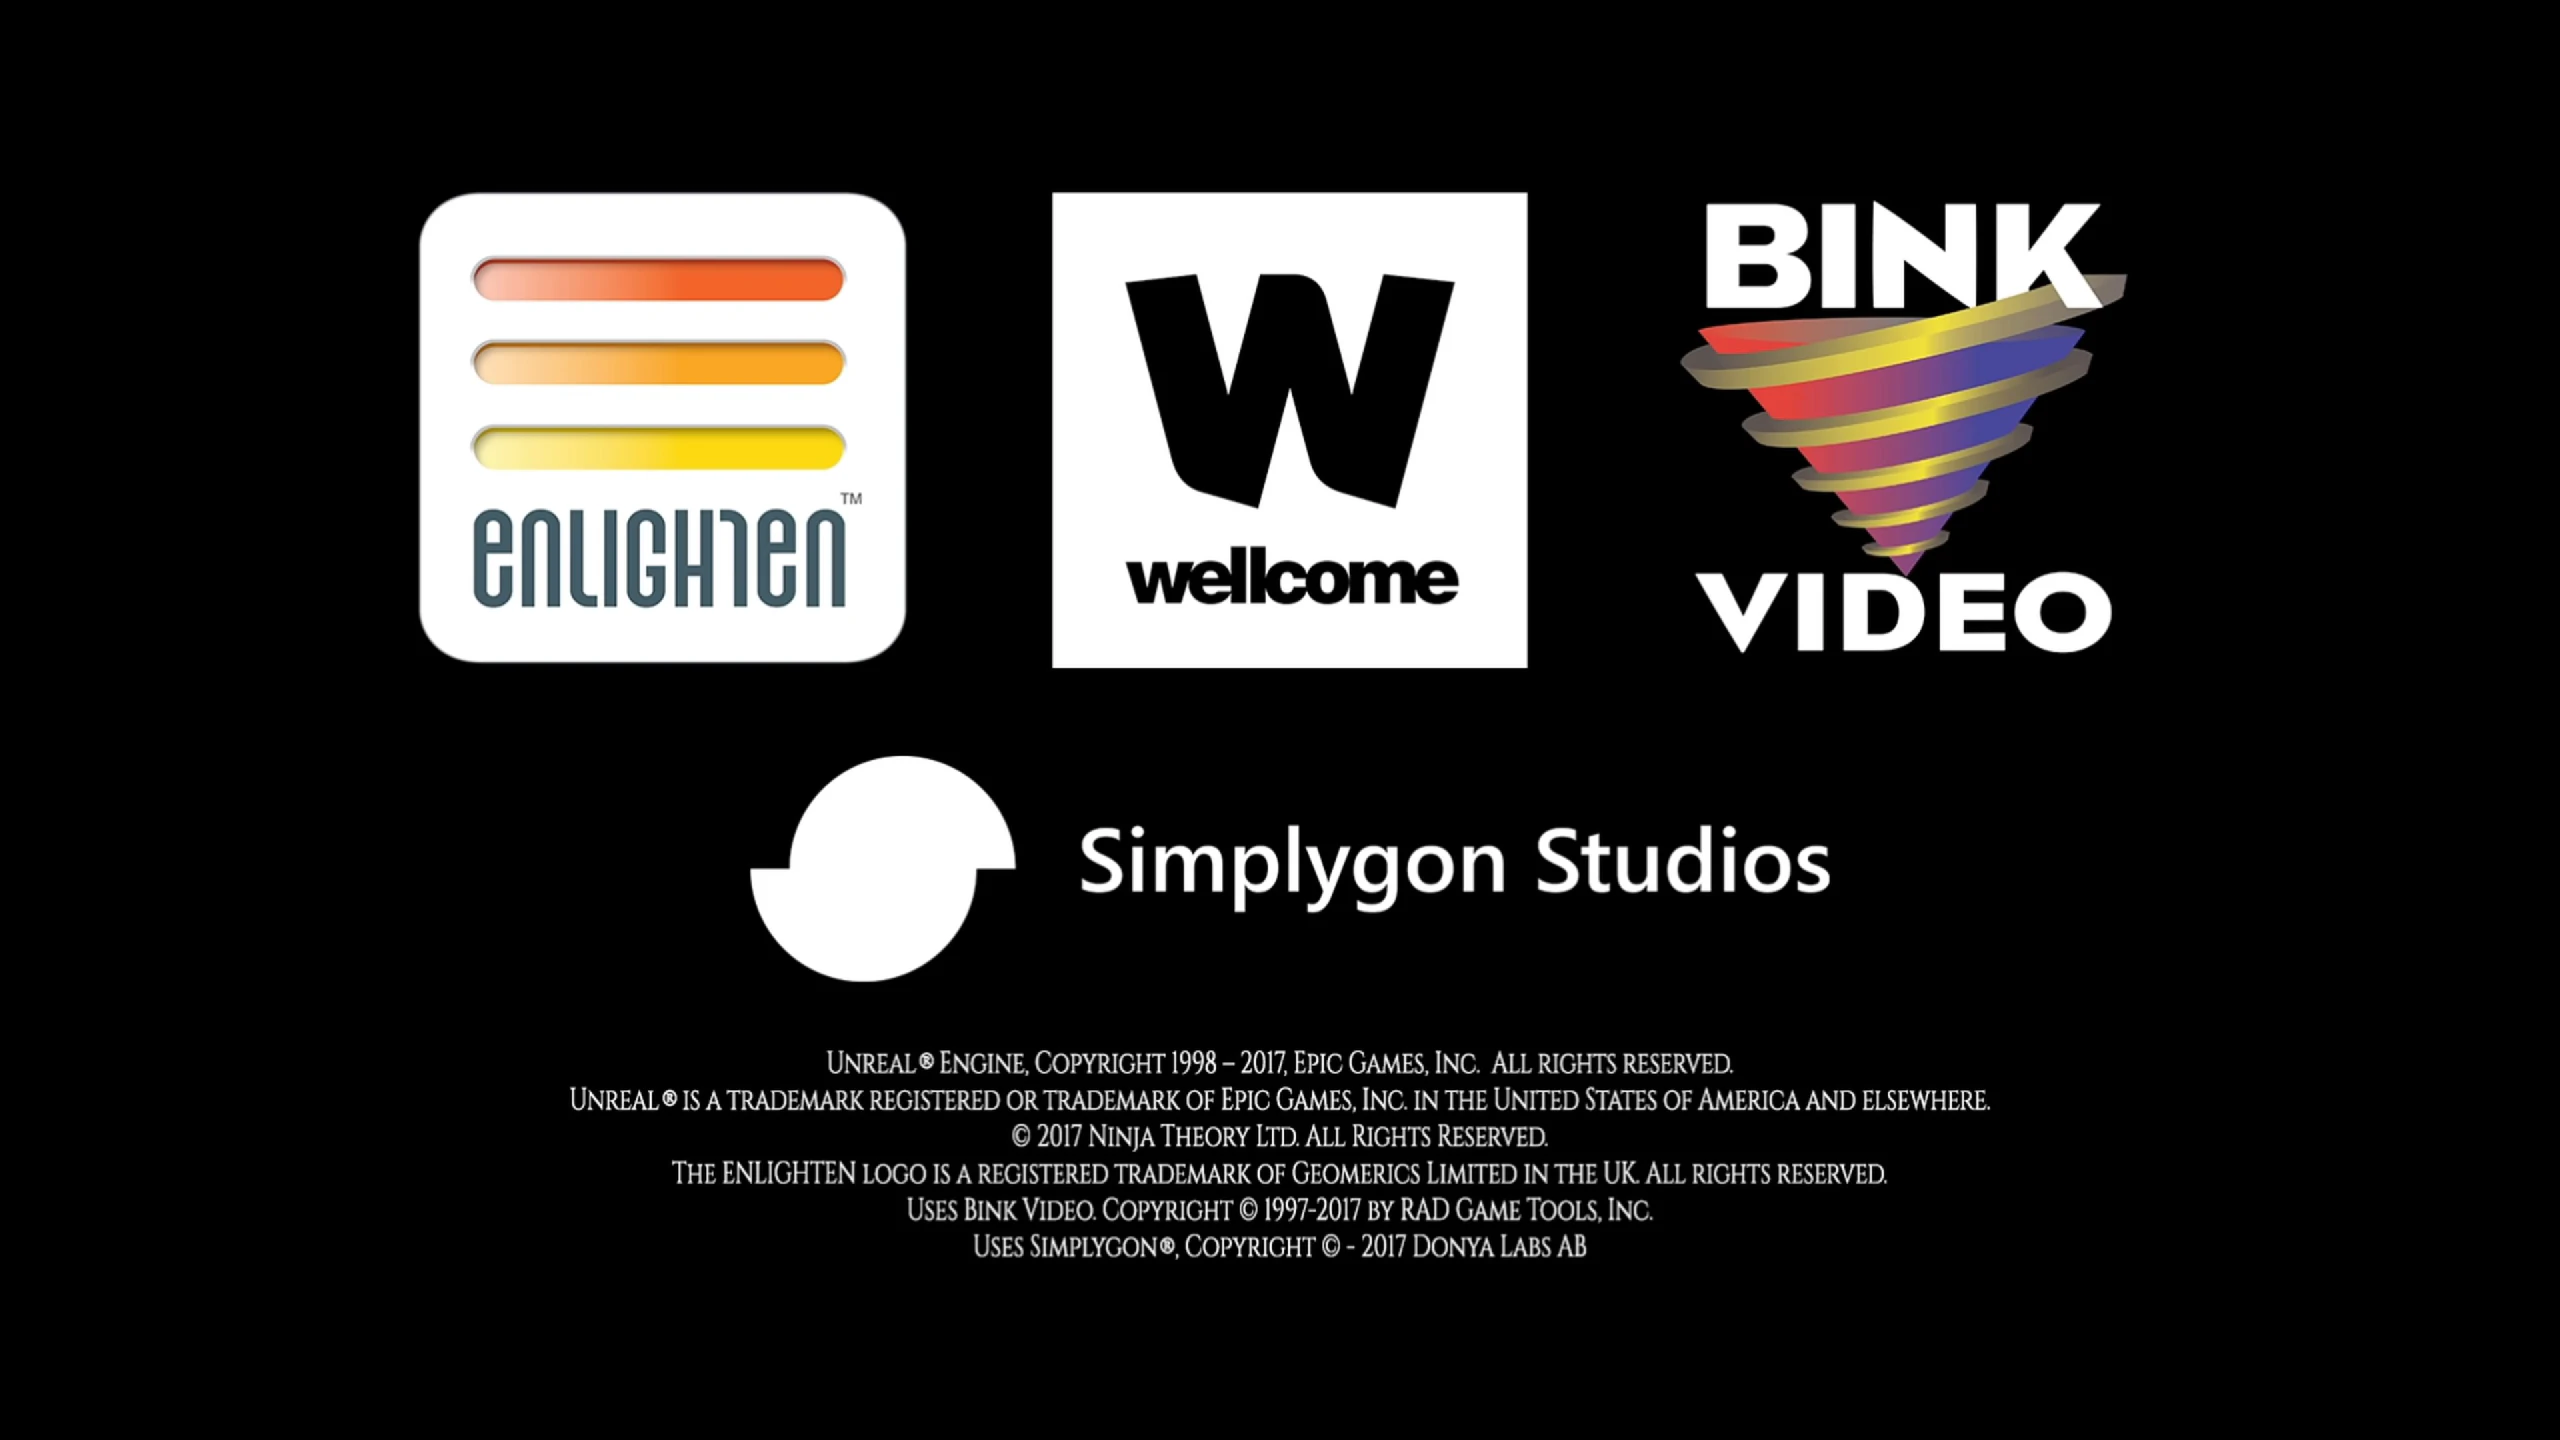 enlighten™
W
wellcome
BINK
VIDEO
Simplygon Studios
Unreal® Engine, Copyright 1998 – 2017, Epic Games, Inc. All rights reserved.
Unreal® is a trademark registered or trademark of Epic Games, Inc. in the United States of America and elsewhere.
© 2017 Ninja Theory Ltd. All Rights Reserved.
The ENLIGHTEN logo is a registered trademark of Geomerics Limited in the UK. All rights reserved.
Uses Bink Video. Copyright © 1997-2017 by RAD Game Tools, Inc.
Uses Simplygon®, Copyright © - 2017 Donya Labs AB